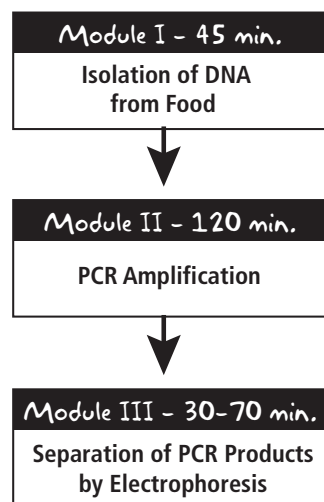 Module I - 45 min.
Isolation of DNA
from Food
Module II - 120 min.
PCR Amplification
Module III - 30-70 min.
Separation of PCR Products
by Electrophoresis